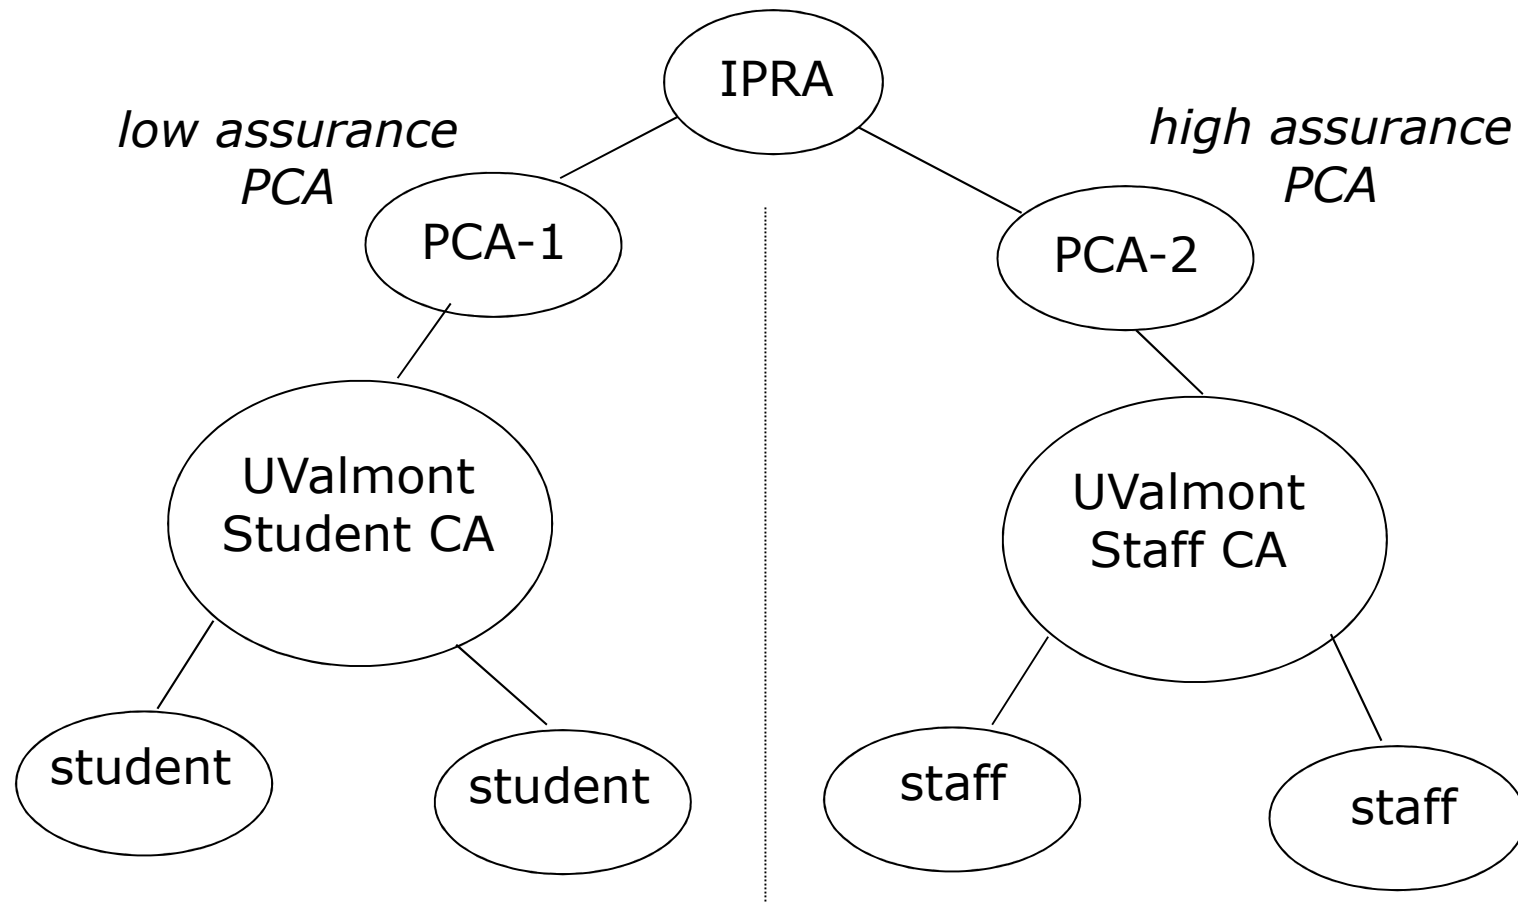 IPRA
low assurance
PCA
high assurance
PCA
PCA-1
PCA-2
UValmont
Student CA
UValmont
Staff CA
student
student
staff
staff